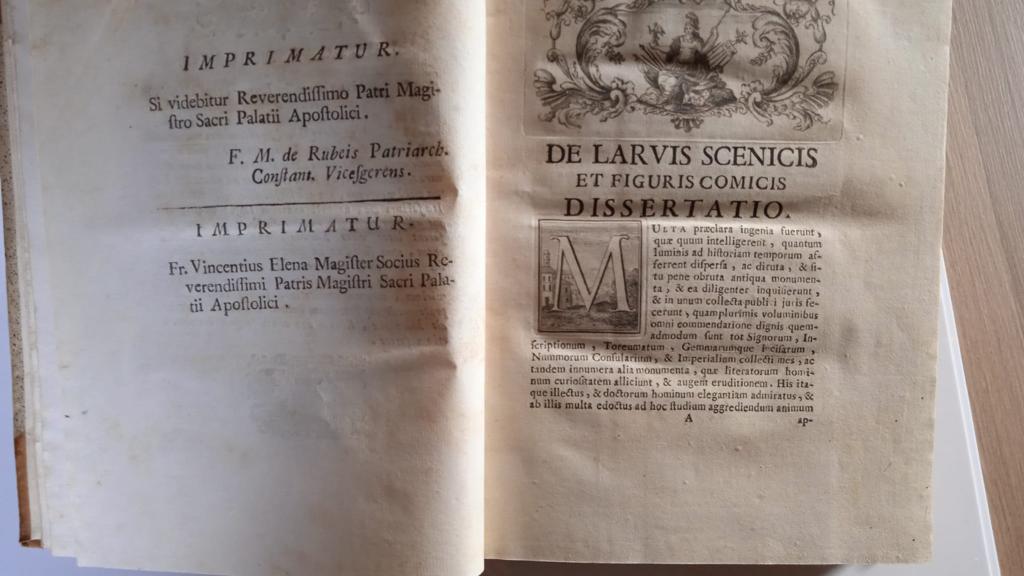 IMPRIMATUR.
Si videbitur Reverendiſſimo Patri Magi-
ſtro Sacri Palatii Apoſtolici.
F. M. de Rubeis Patriarch.
Conſtant. Viceſgerens.
IMPRIMATUR.
Fr. Vincentius Elena Magiſter Socius Re-
verendiſſimi Patris Magiſtri Sacri Pala-
tii Apoſtolici.
DE LARVIS SCENICIS
ET FIGURIS COMICIS
DISSERTATIO.
MULTA præclara ingenia fuerunt,
quæ quum intelligerent, quantum
luminis ad hiſtoriam temporum af-
ferrent diſperſa, ac diruta, & ſi-
tu pene obruta antiqua monumen-
ta, & ea diligenter inquiſierunt,
& in unum collecta publici juris fe-
cerunt, quamplurimis voluminibus
omni commendatione dignis quem-
admodum ſunt tot Signorum, In-
ſcriptionum, Toreumatum, Gemmarumque
Nummorum Conſularium, & Imperialium ac
tandem innumera alia monumenta, quæ literatorum homi-
num curioſitatem alliciunt, & augent eruditionem. His ita-
que illectus, & doctorum hominum elegantiam admiratus, &
ab illis multa edoctus ad hoc ſtudium aggrediendum animum
A ap-